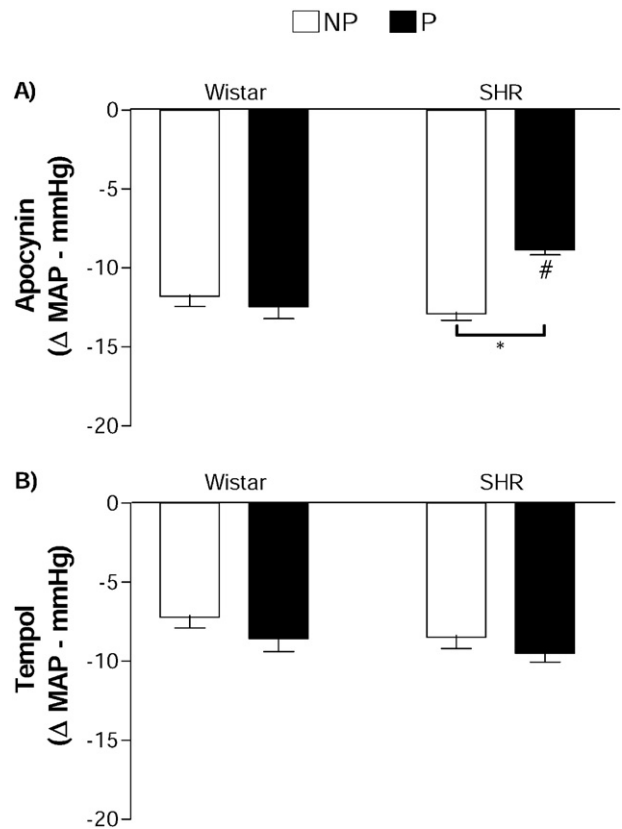 NP P
A)
Wistar SHR
Apocynin
(Δ MAP - mmHg)
0
-5
-10
-15
-20
#
*
B)
Wistar SHR
Tempol
(Δ MAP - mmHg)
0
-5
-10
-15
-20